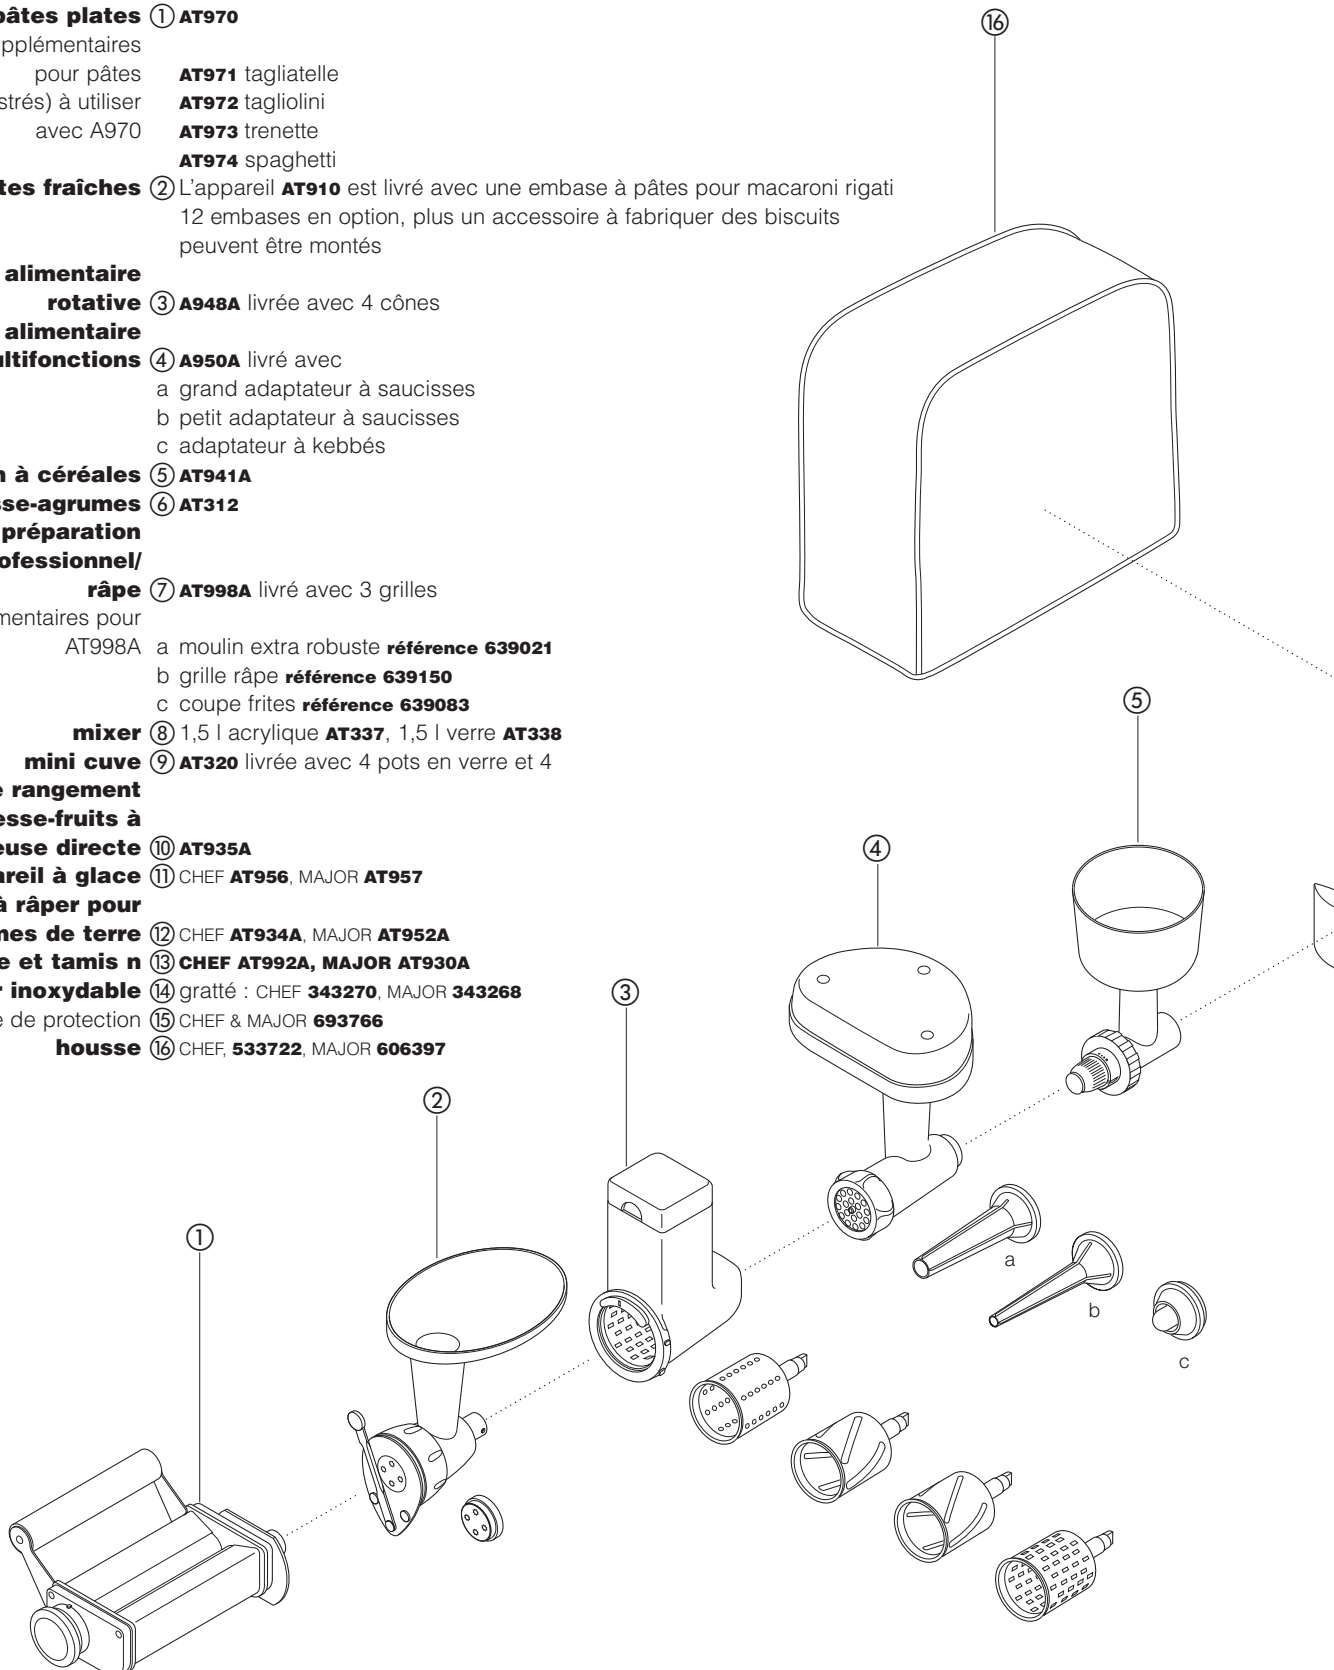 pâtes plates ① AT970
pplémentaires
pour pâtes AT971 tagliatelle
strés) à utiliser AT972 tagliolini
avec A970 AT973 trenette
AT974 spaghetti
tes fraîches ② L'appareil AT910 est livré avec une embase à pâtes pour macaroni rigati
12 embases en option, plus un accessoire à fabriquer des biscuits
peuvent être montés
alimentaire
rotative ③ A948A livrée avec 4 cônes
alimentaire
ultifonctions ④ A950A livré avec
a grand adaptateur à saucisses
b petit adaptateur à saucisses
c adaptateur à kebbés
n à céréales ⑤ AT941A
sse-agrumes ⑥ AT312
préparation
ofessionnel/
râpe ⑦ AT998A livré avec 3 grilles
mentaires pour
AT998A a moulin extra robuste référence 639021
b grille râpe référence 639150
c coupe frites référence 639083
mixer ⑧ 1,5 l acrylique AT337, 1,5 l verre AT338
mini cuve ⑨ AT320 livrée avec 4 pots en verre et 4
e rangement
esse-fruits à
euse directe ⑩ AT935A
areil à glace ⑪ CHEF AT956, MAJOR AT957
à râper pour
mes de terre ⑫ CHEF AT934A, MAJOR AT952A
e et tamis n ⑬ CHEF AT992A, MAJOR AT930A
r inoxydable ⑭ gratté : CHEF 343270, MAJOR 343268
e de protection ⑮ CHEF & MAJOR 693766
housse ⑯ CHEF, 533722, MAJOR 606397
⑯
⑤
④
③
②
①
a
b
c